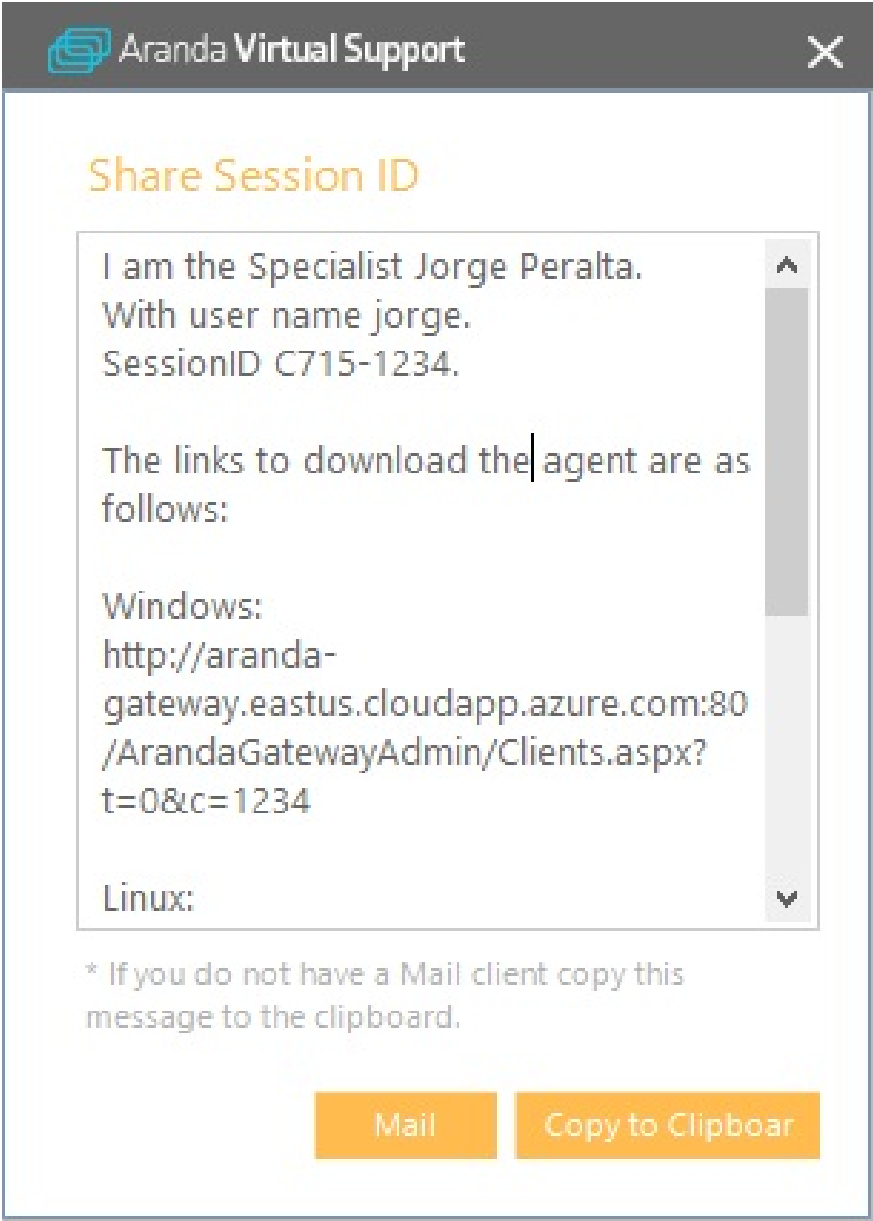 Aranda Virtual Support
Share Session ID
I am the Specialist Jorge Peralta.
With user name jorge.
SessionID C715-1234.
The links to download the agent are as
follows:
Windows:
http://aranda-
gateway.eastus.cloudapp.azure.com:80
/ArandaGatewayAdmin/Clients.aspx?
t=0&c=1234
Linux:
* If you do not have a Mail client copy this
message to the clipboard.
Mail
Copy to Clipboar